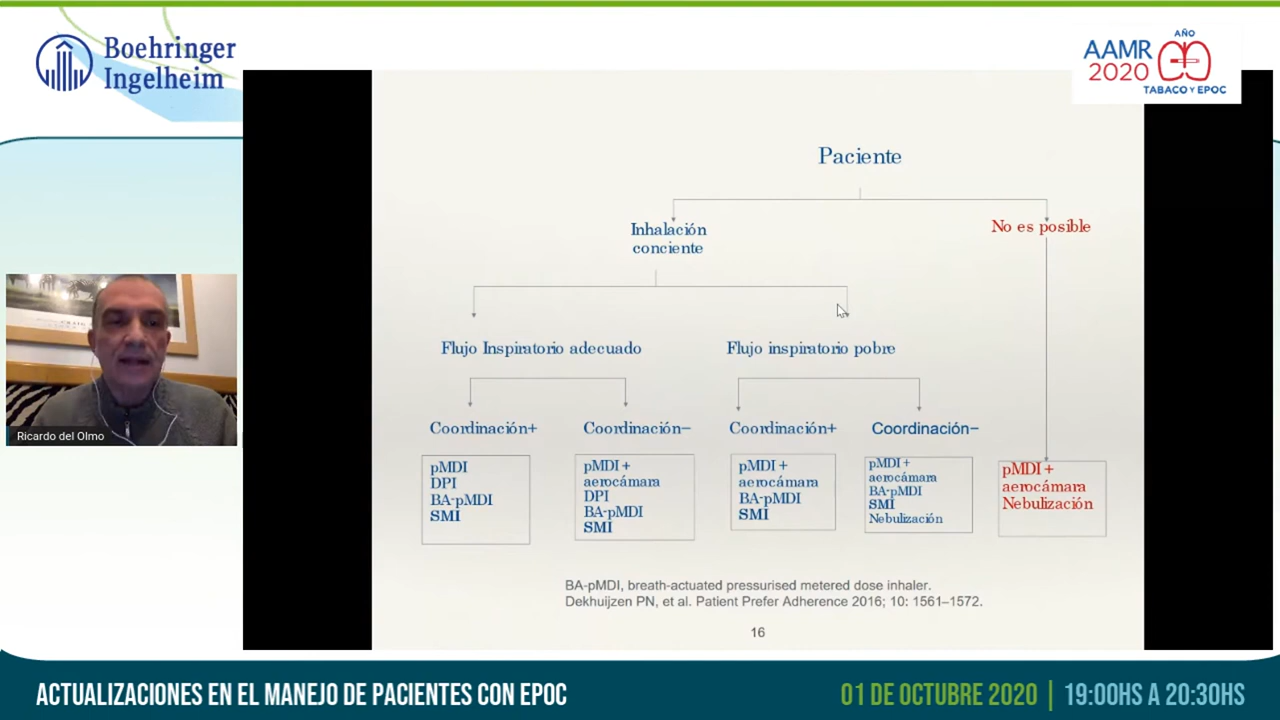 Boehringer
Ingelheim
AÑO
AAMR
2020
TABACO Y EPOC
Paciente
Inhalación
conciente
No es posible
Flujo Inspiratorio adecuado
Flujo inspiratorio pobre
Coordinación+
Coordinación−
Coordinación+
Coordinación−
pMDI
DPI
BA-pMDI
SMI
pMDI +
aerocámara
DPI
BA-pMDI
SMI
pMDI +
aerocámara
BA-pMDI
SMI
pMDI +
aerocámara
BA-pMDI
SMI
Nebulización
pMDI +
aerocámara
Nebulización
BA-pMDI, breath-actuated pressurised metered dose inhaler.
Dekhuijzen PN, et al. Patient Prefer Adherence 2016; 10: 1561–1572.
16
Ricardo del Olmo
ACTUALIZACIONES EN EL MANEJO DE PACIENTES CON EPOC
01 DE OCTUBRE 2020 | 19:00HS A 20:30HS